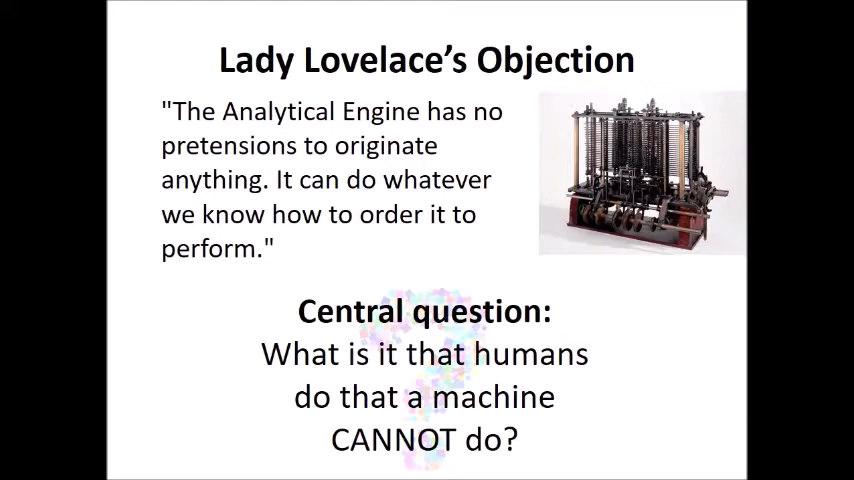 Lady Lovelace’s Objection
"The Analytical Engine has no
pretensions to originate
anything. It can do whatever
we know how to order it to
perform."
Central question:
What is it that humans
do that a machine
CANNOT do?